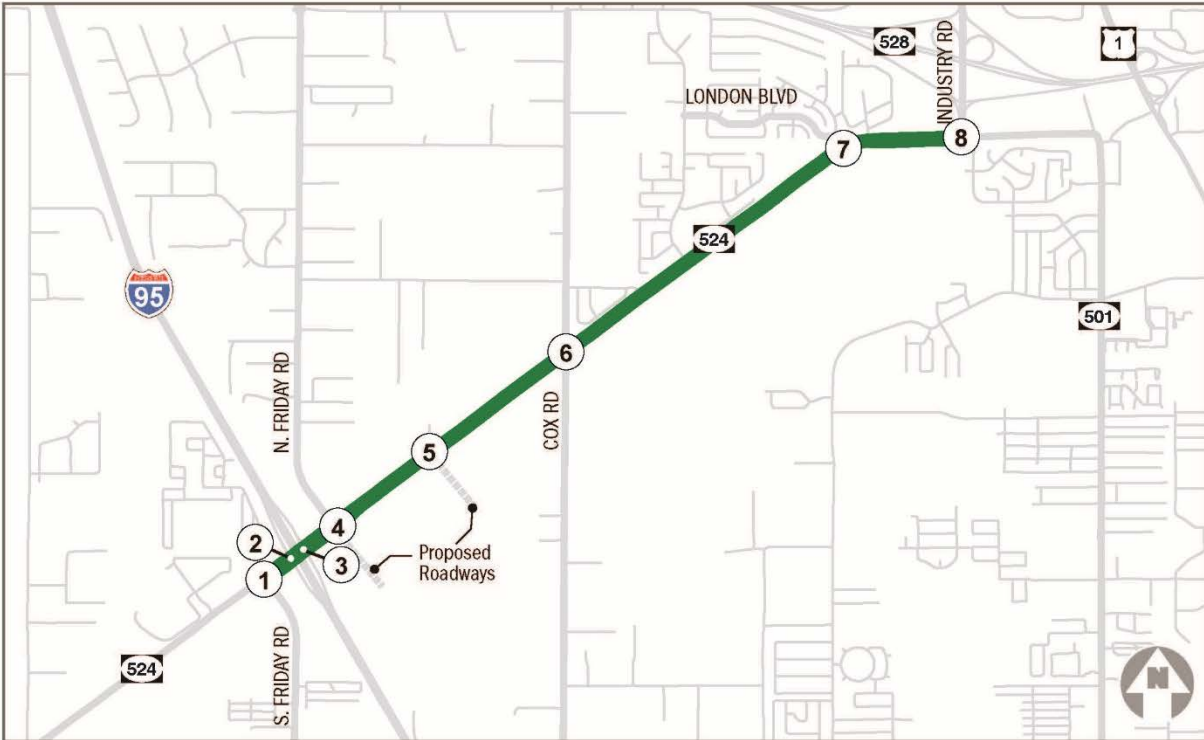 528
INDUSTRY RD
1
LONDON BLVD
7
8
524
95
501
N. FRIDAY RD
6
COX RD
5
4
2
3
1
Proposed
Roadways
S. FRIDAY RD
524
N